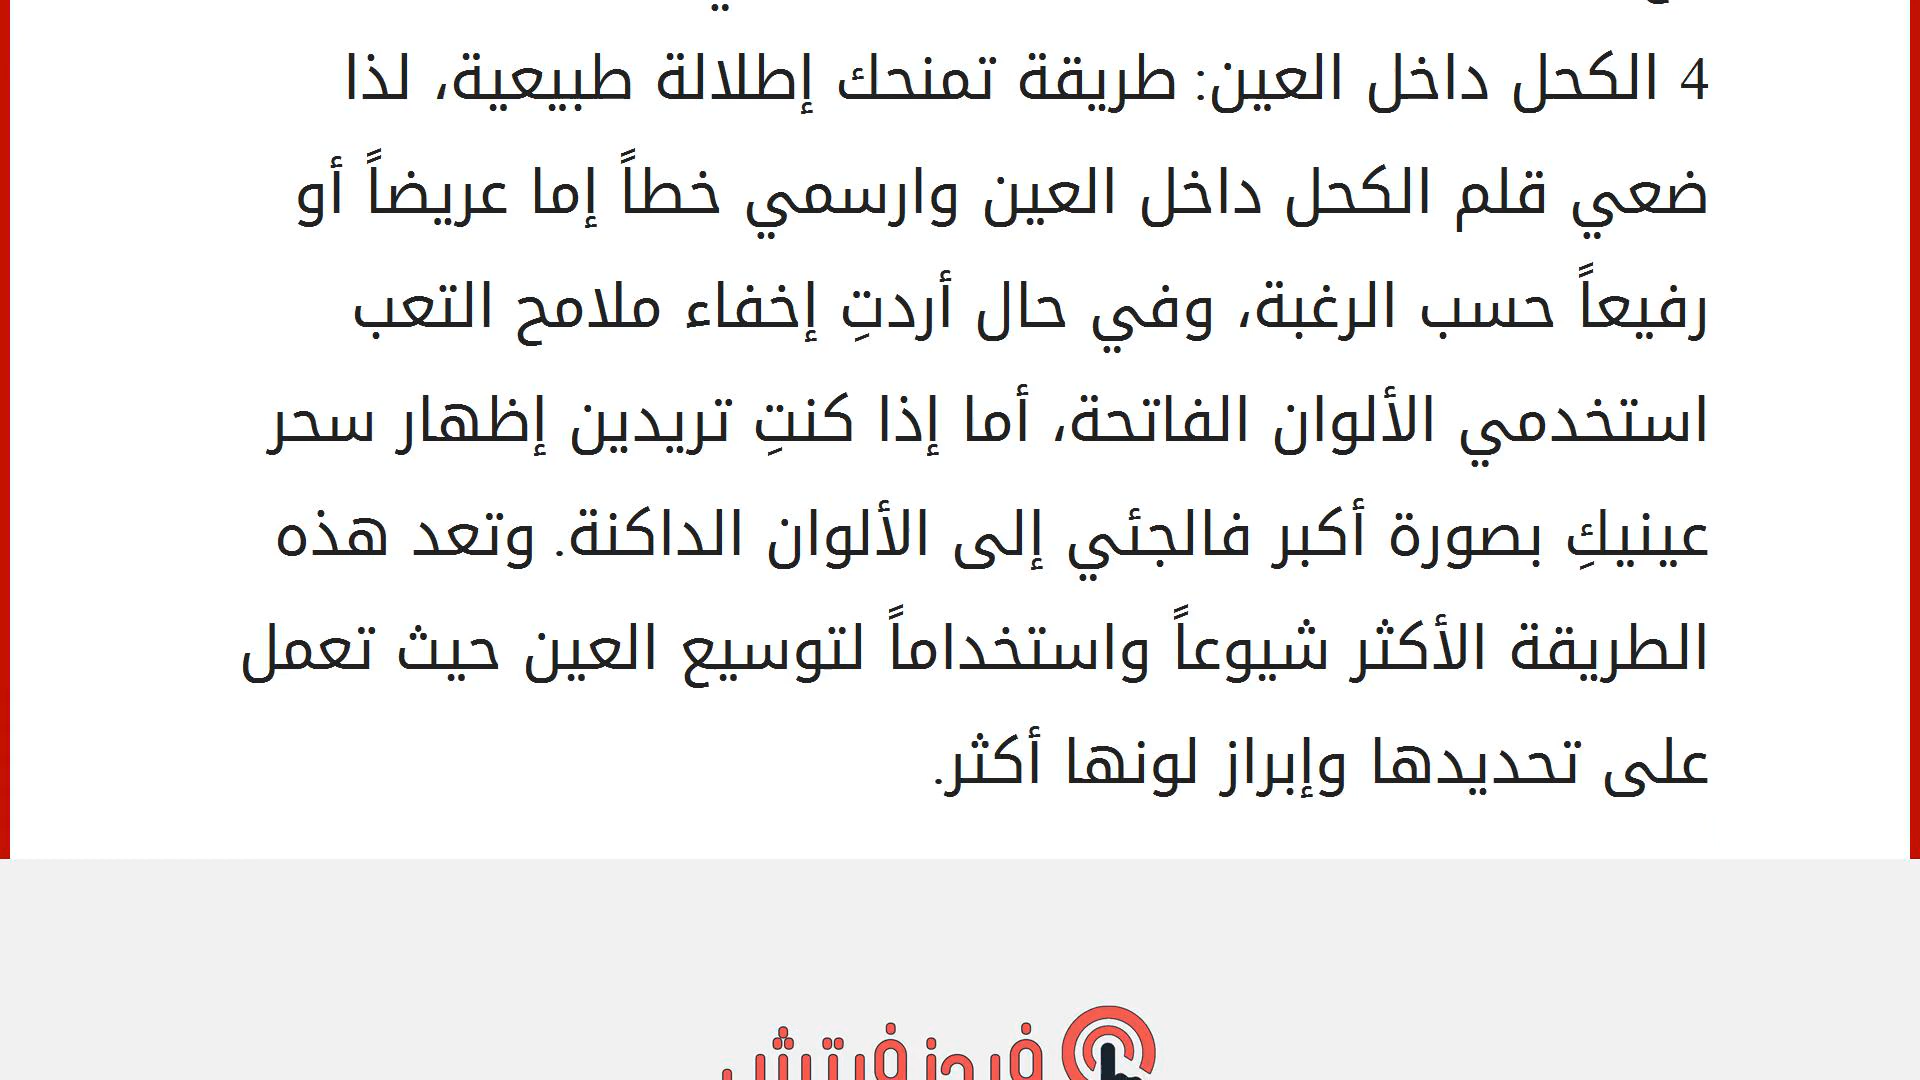 4 الكحل داخل العين: طريقة تمنحك إطلالة طبيعية، لذا
ضعي قلم الكحل داخل العين وارسمي خطاً إما عريضاً أو
رفيعاً حسب الرغبة، وفي حال أردتِ إخفاء ملامح التعب
استخدمي الألوان الفاتحة، أما إذا كنتِ تريدين إظهار سحر
عينيكِ بصورة أكبر فالجئي إلى الألوان الداكنة. وتعد هذه
الطريقة الأكثر شيوعاً واستخداماً لتوسيع العين حيث تعمل
على تحديدها وإبراز لونها أكثر.